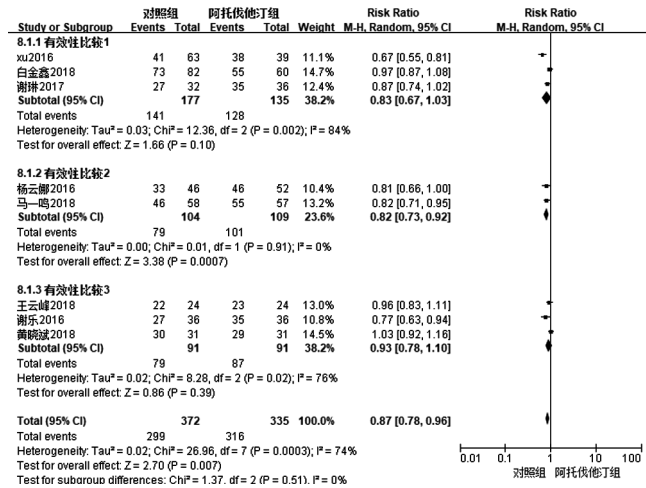 对照组 阿托伐他汀组 Risk Ratio Risk Ratio
Study or Subgroup Events Total Events Total Weight M-H, Random, 95% CI M-H, Random, 95% CI
8.1.1 有效性比较1
xu2016 41 63 38 39 11.1% 0.67 [0.55, 0.81]
白金鑫2018 73 82 55 60 14.7% 0.97 [0.87, 1.08]
谢琳2017 27 32 35 36 12.4% 0.87 [0.74, 1.02]
Subtotal (95% CI) 177 135 38.2% 0.83 [0.67, 1.03]
Total events 141 128
Heterogeneity: Tau² = 0.03; Chi² = 12.36, df = 2 (P = 0.002); I² = 84%
Test for overall effect: Z = 1.66 (P = 0.10)
8.1.2 有效性比较2
杨云娜2016 33 46 46 52 10.4% 0.81 [0.66, 1.00]
马一鸣2018 46 58 55 57 13.2% 0.82 [0.71, 0.95]
Subtotal (95% CI) 104 109 23.6% 0.82 [0.73, 0.92]
Total events 79 101
Heterogeneity: Tau² = 0.00; Chi² = 0.01, df = 1 (P = 0.91); I² = 0%
Test for overall effect: Z = 3.38 (P = 0.0007)
8.1.3 有效性比较3
王云峰2018 22 24 23 24 13.0% 0.96 [0.83, 1.11]
谢乐2016 27 36 35 36 10.7% 0.77 [0.63, 0.94]
黄晓斌2018 30 31 29 31 14.5% 1.03 [0.92, 1.16]
Subtotal (95% CI) 91 91 38.2% 0.93 [0.78, 1.10]
Total events 79 87
Heterogeneity: Tau² = 0.02; Chi² = 8.28, df = 2 (P = 0.02); I² = 76%
Test for overall effect: Z = 0.86 (P = 0.39)
Total (95% CI) 372 335 100.0% 0.87 [0.78, 0.96]
Total events 299 316
Heterogeneity: Tau² = 0.02; Chi² = 26.96, df = 7 (P = 0.0003); I² = 74%
Test for overall effect: Z = 2.70 (P = 0.007)
Test for subgroup differences: Chi² = 1.37, df = 2 (P = 0.51), I² = 0%
0.01 0.1 1 10 100
对照组 阿托伐他汀组